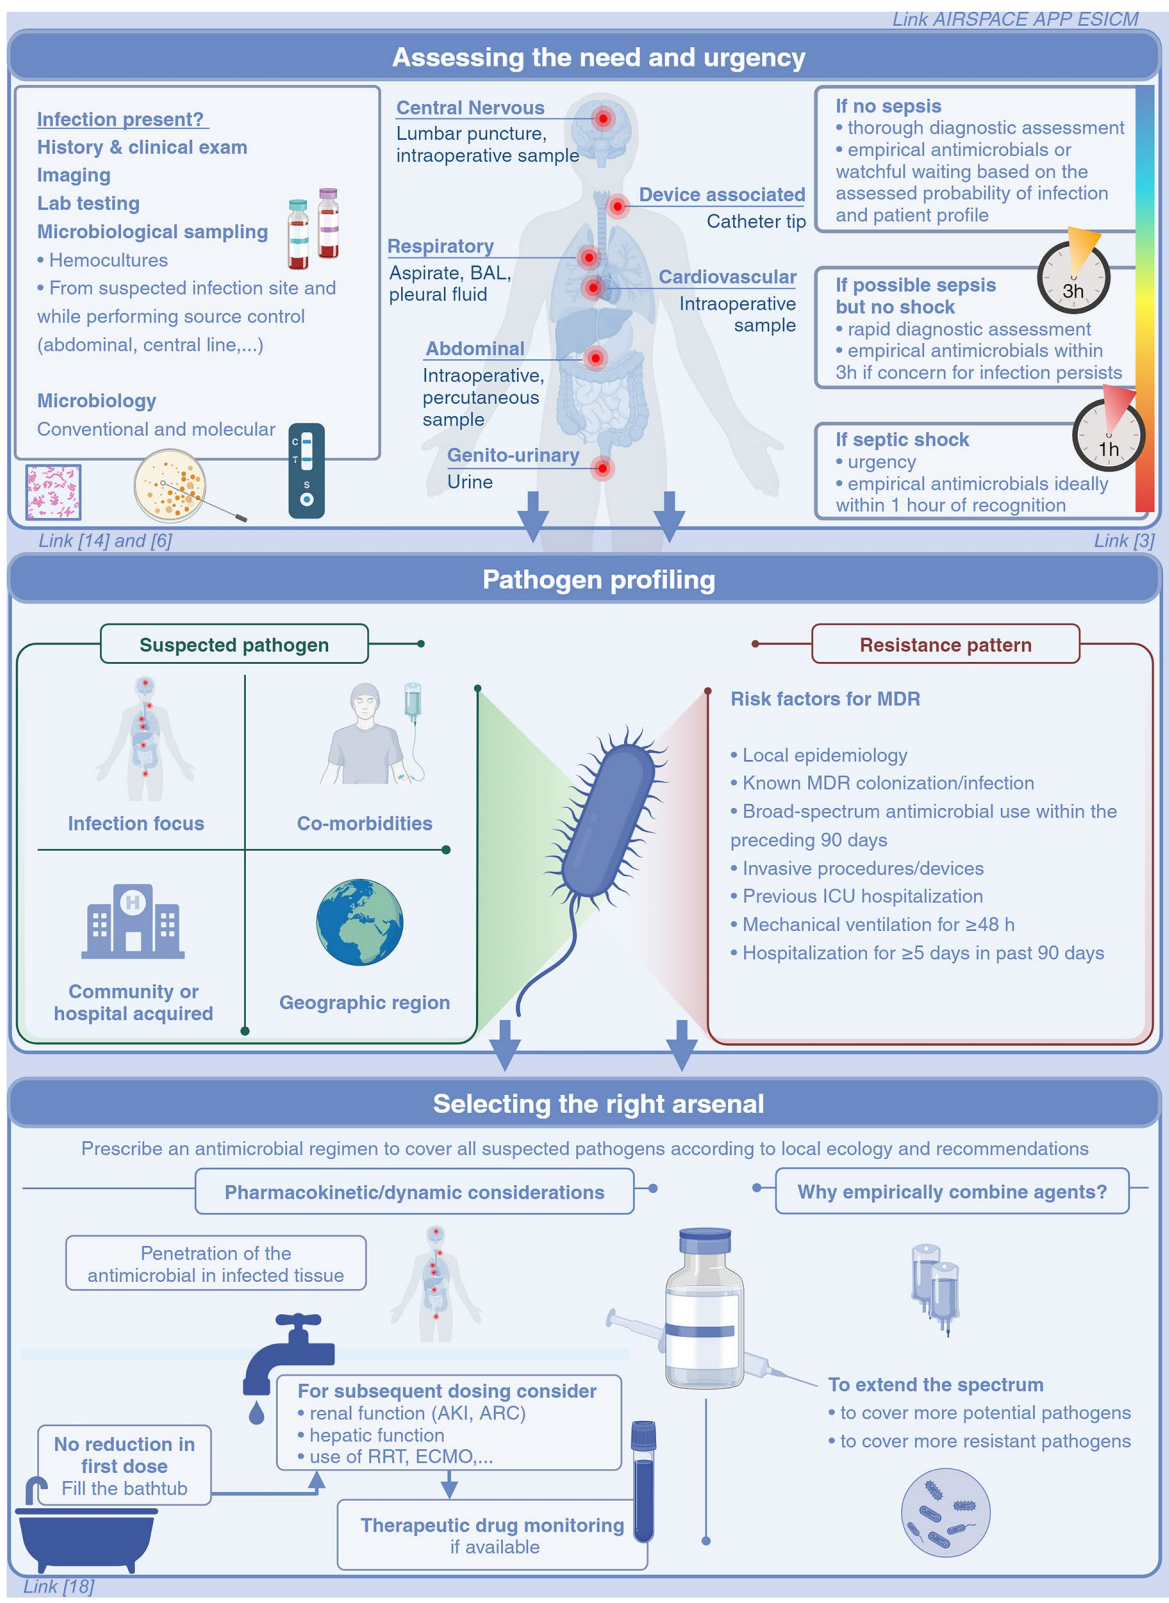 Link AIRSPACE APP ESICM
Assessing the need and urgency
Infection present?
History & clinical exam
Imaging
Lab testing
Microbiological sampling
• Hemocultures
• From suspected infection site and
while performing source control
(abdominal, central line,...)
Microbiology
Conventional and molecular
C
T
S
Central Nervous
Lumbar puncture,
intraoperative sample
Device associated
Catheter tip
Respiratory
Aspirate, BAL,
pleural fluid
Cardiovascular
Intraoperative
sample
Abdominal
Intraoperative,
percutaneous
sample
Genito-urinary
Urine
If no sepsis
• thorough diagnostic assessment
• empirical antimicrobials or
watchful waiting based on the
assessed probability of infection
and patient profile
3h
If possible sepsis
but no shock
• rapid diagnostic assessment
• empirical antimicrobials within
3h if concern for infection persists
1h
If septic shock
• urgency
• empirical antimicrobials ideally
within 1 hour of recognition
Link [14] and [6]
Link [3]
Pathogen profiling
Suspected pathogen
Infection focus
Co-morbidities
H
Community or
hospital acquired
Geographic region
Resistance pattern
Risk factors for MDR
• Local epidemiology
• Known MDR colonization/infection
• Broad-spectrum antimicrobial use within the
preceding 90 days
• Invasive procedures/devices
• Previous ICU hospitalization
• Mechanical ventilation for ≥48 h
• Hospitalization for ≥5 days in past 90 days
Selecting the right arsenal
Prescribe an antimicrobial regimen to cover all suspected pathogens according to local ecology and recommendations
Pharmacokinetic/dynamic considerations
Penetration of the
antimicrobial in infected tissue
For subsequent dosing consider
• renal function (AKI, ARC)
• hepatic function
• use of RRT, ECMO,...
No reduction in
first dose
Fill the bathtub
Therapeutic drug monitoring
if available
Why empirically combine agents?
To extend the spectrum
• to cover more potential pathogens
• to cover more resistant pathogens
Link [18]